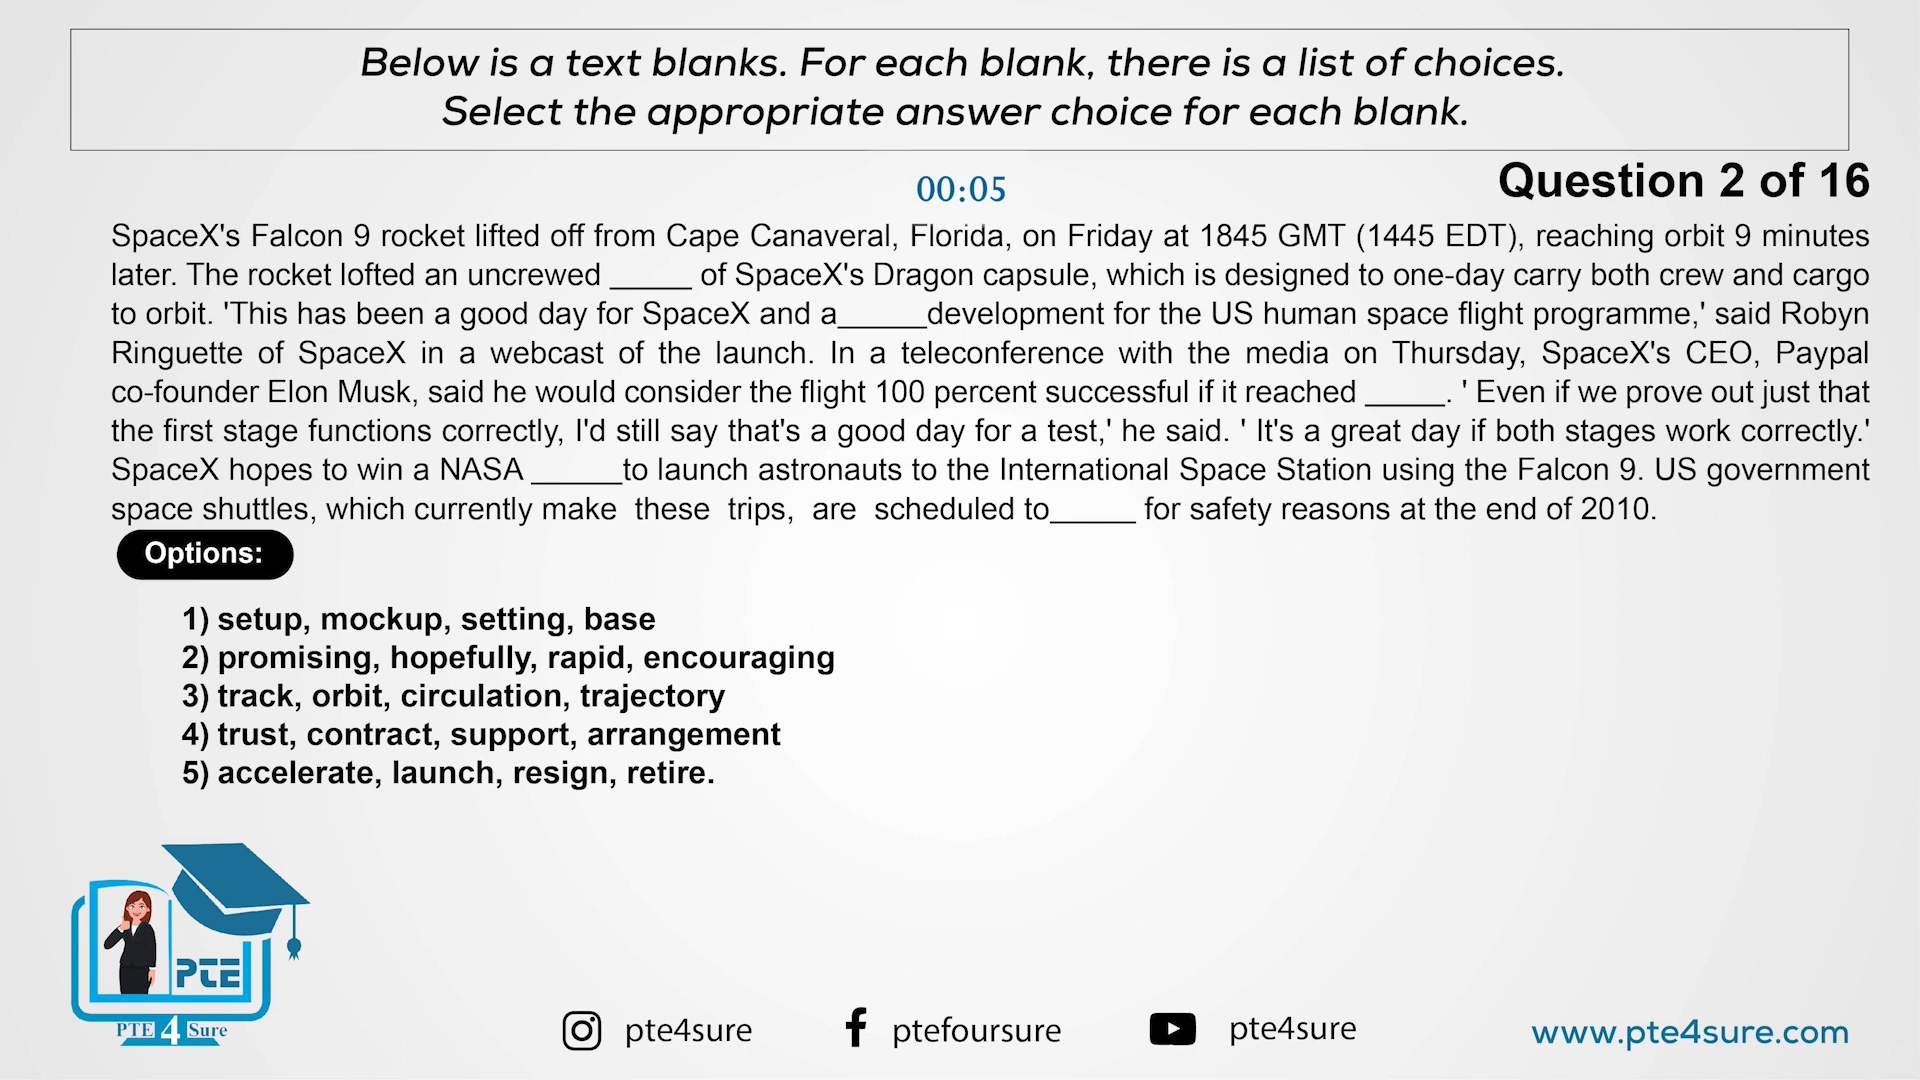 Below is a text blanks. For each blank, there is a list of choices.
Select the appropriate answer choice for each blank.
00:05
Question 2 of 16
SpaceX's Falcon 9 rocket lifted off from Cape Canaveral, Florida, on Friday at 1845 GMT (1445 EDT), reaching orbit 9 minutes
later. The rocket lofted an uncrewed _____ of SpaceX's Dragon capsule, which is designed to one-day carry both crew and cargo
to orbit. 'This has been a good day for SpaceX and a_____development for the US human space flight programme,' said Robyn
Ringuette of SpaceX in a webcast of the launch. In a teleconference with the media on Thursday, SpaceX's CEO, Paypal
co-founder Elon Musk, said he would consider the flight 100 percent successful if it reached _____. ' Even if we prove out just that
the first stage functions correctly, I'd still say that's a good day for a test,' he said. ' It's a great day if both stages work correctly.'
SpaceX hopes to win a NASA _____to launch astronauts to the International Space Station using the Falcon 9. US government
space shuttles, which currently make these trips, are scheduled to_____ for safety reasons at the end of 2010.
Options:
1) setup, mockup, setting, base
2) promising, hopefully, rapid, encouraging
3) track, orbit, circulation, trajectory
4) trust, contract, support, arrangement
5) accelerate, launch, resign, retire.
PTE
PTE 4 Sure
pte4sure
ptefoursure
pte4sure
www.pte4sure.com